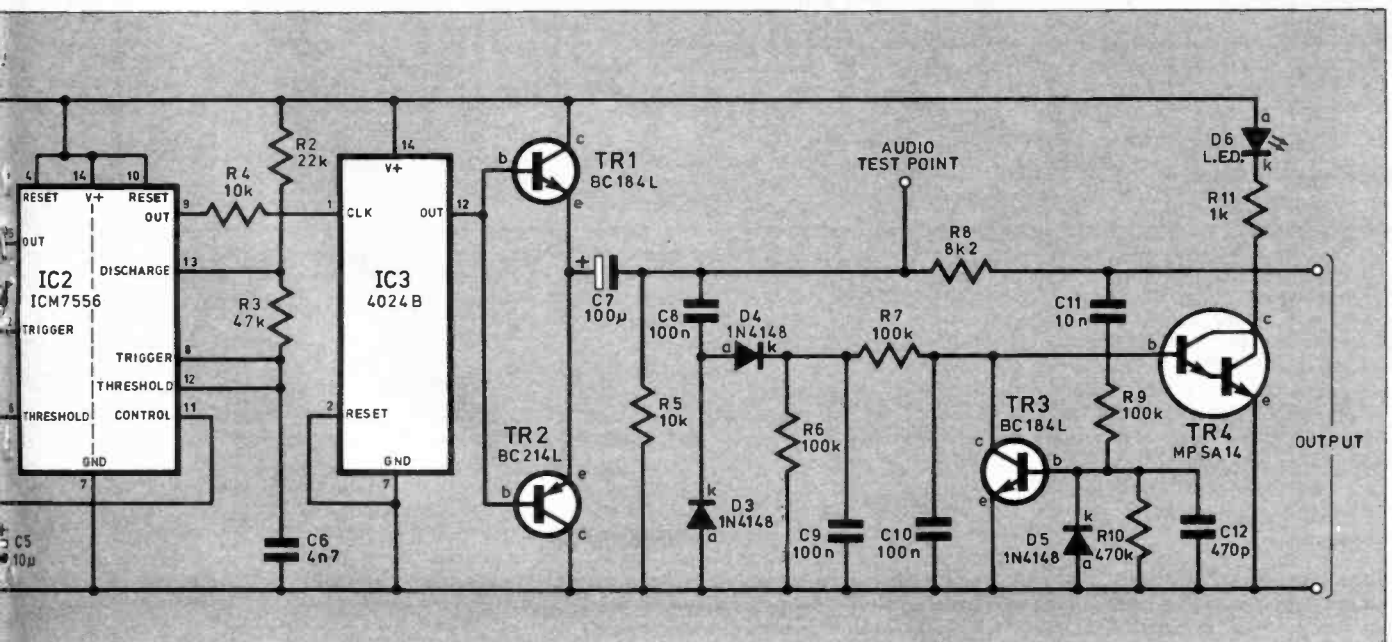 4
14
10
RESET
V+
RESET
OUT
9
OUT
DISCHARGE
13
IC2
ICM7556
TRIGGER
TRIGGER
8
THRESHOLD
12
THRESHOLD
CONTROL
11
GND
7
C5
10µ
R4
10k
R2
22k
R3
47k
C6
4n7
14
V+
1
CLK
OUT
12
IC3
4024B
2
RESET
GND
7
b
c
e
TR1
BC184L
TR2
BC214L
b
e
c
+
C7
100µ
C8
100n
R5
10k
D4
1N4148
a
k
k
D3
1N4148
a
R6
100k
C9
100n
R7
100k
C10
100n
AUDIO
TEST POINT
R8
8k2
C11
10n
TR3
BC184L
c
b
e
R9
100k
k
D5
1N4148
a
R10
470k
C12
470p
a
D6
L.E.D.
k
R11
1k
b
c
e
TR4
MPSA14
OUTPUT